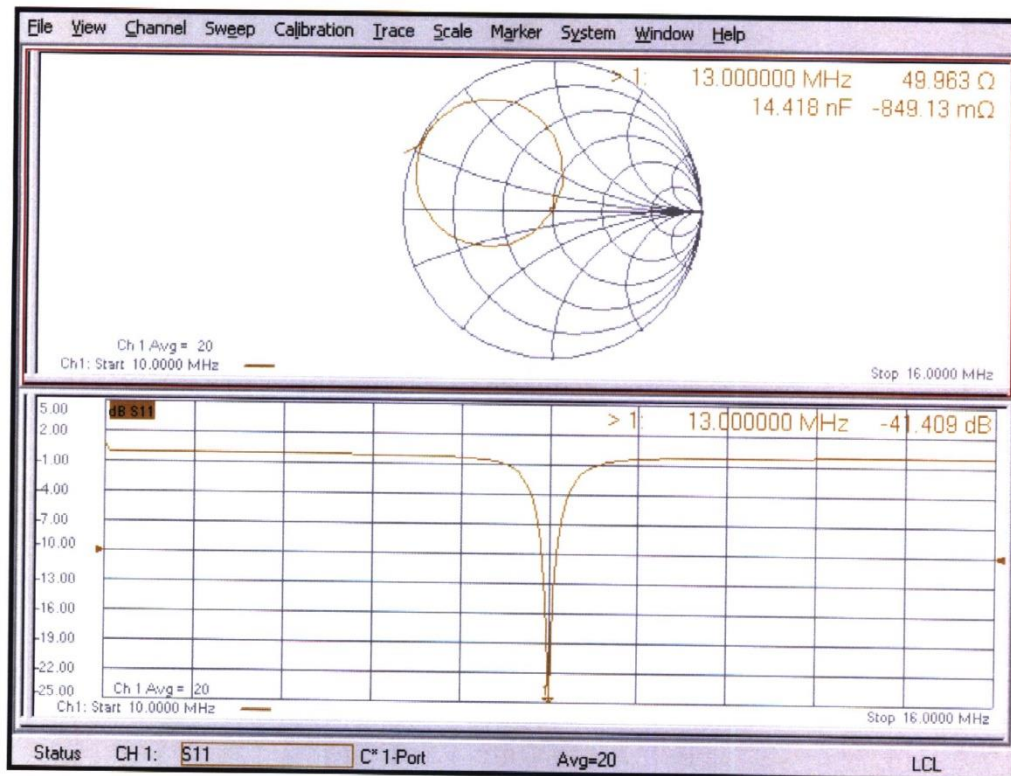 File View Channel Sweep Calibration Trace Scale Marker System Window Help
> 1: 13.000000 MHz 49.963 Ω
14.418 nF -849.13 mΩ
Ch 1 Avg = 20
Ch1: Start 10.0000 MHz
Stop 16.0000 MHz
5.00
dB S11
> 1: 13.000000 MHz -41.409 dB
2.00
-1.00
-4.00
-7.00
-10.00
-13.00
-16.00
-19.00
-22.00
-25.00
Ch 1 Avg = 20
Ch1: Start 10.0000 MHz
Stop 16.0000 MHz
Status CH 1: S11 C* 1-Port Avg=20 LCL